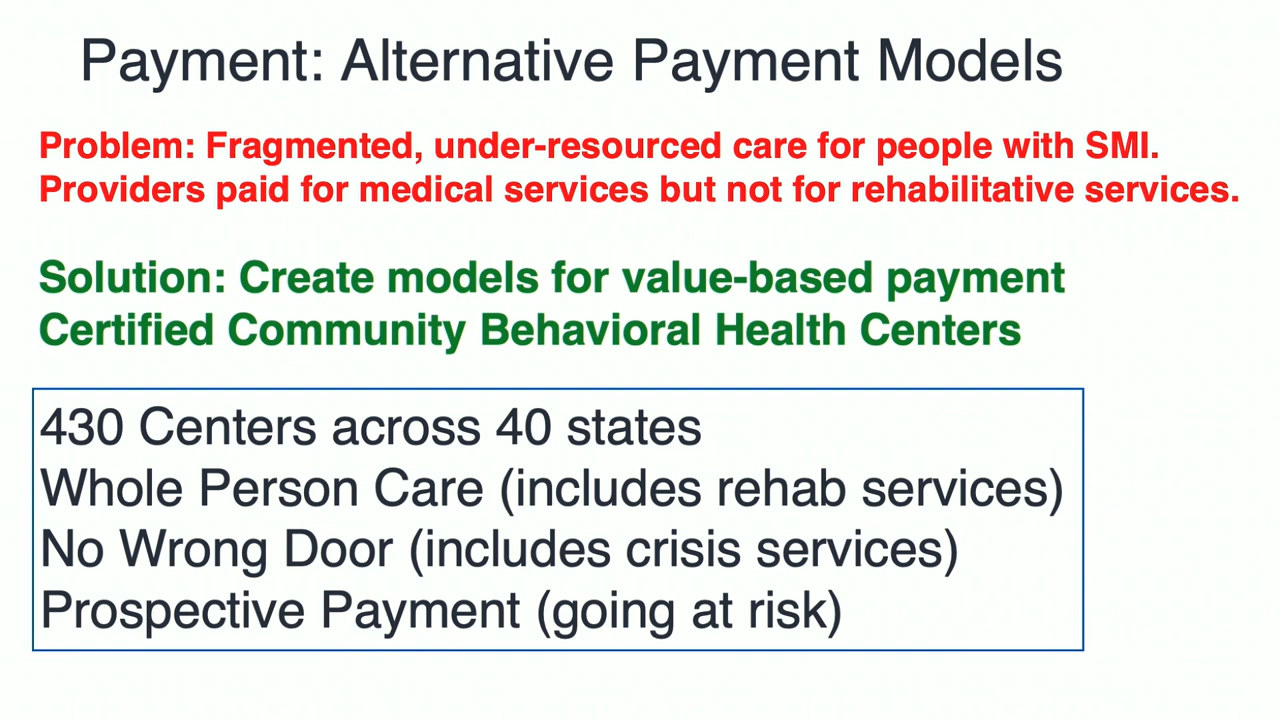 Payment: Alternative Payment Models
Problem: Fragmented, under-resourced care for people with SMI.
Providers paid for medical services but not for rehabilitative services.
Solution: Create models for value-based payment
Certified Community Behavioral Health Centers
430 Centers across 40 states
Whole Person Care (includes rehab services)
No Wrong Door (includes crisis services)
Prospective Payment (going at risk)